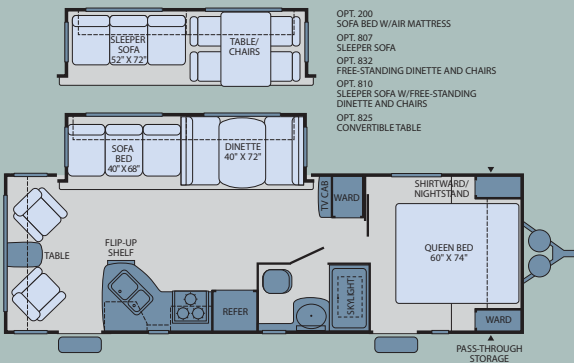 SLEEPER
SOFA
52" X 72"
TABLE/
CHAIRS
OPT. 200
SOFA BED W/AIR MATTRESS
OPT. 807
SLEEPER SOFA
OPT. 832
FREE-STANDING DINETTE AND CHAIRS
OPT. 810
SLEEPER SOFA W/FREE-STANDING
DINETTE AND CHAIRS
OPT. 825
CONVERTIBLE TABLE
SOFA
BED
40"X 68"
DINETTE
40"X 72"
TV CAB
WARD
SHIRTWARD/
NIGHTSTAND
TABLE
FLIP-UP
SHELF
REFER
SKYLIGHT
QUEEN BED
60"X 74"
WARD
PASS-THROUGH
STORAGE